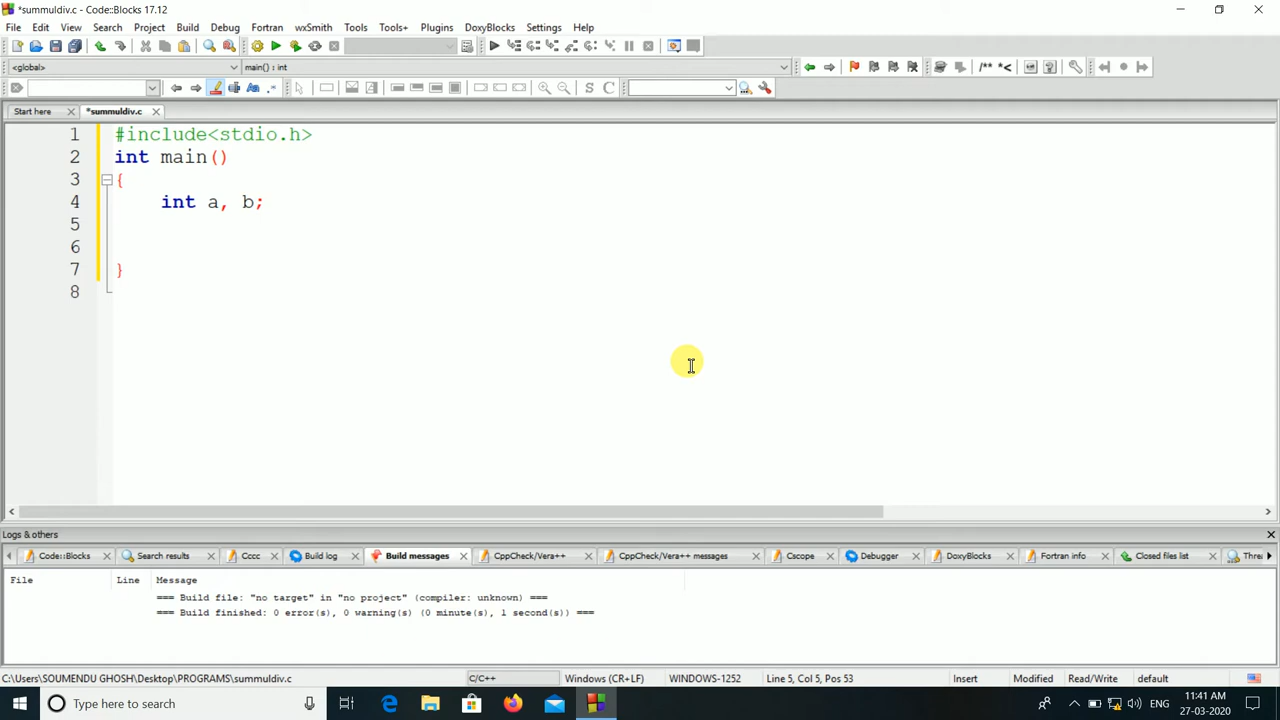 *summuldiv.c - Code::Blocks 17.12
File Edit View Search Project Build Debug Fortran wxSmith Tools Tools+ Plugins DoxyBlocks Settings Help
<global> main() : int /** *<
Aa .* S C
Start here *summuldiv.c
1 #include<stdio.h>
2 int main()
3 {
4 int a, b;
5
6
7 }
8
Logs & others
Code::Blocks Search results Cccc Build log Build messages CppCheck/Vera++ CppCheck/Vera++ messages Cscope Debugger DoxyBlocks Fortran info Closed files list Thre
File Line Message
=== Build file: "no target" in "no project" (compiler: unknown) ===
=== Build finished: 0 error(s), 0 warning(s) (0 minute(s), 1 second(s)) ===
C:\Users\SOUMENDU GHOSH\Desktop\PROGRAMS\summuldiv.c C/C++ Windows (CR+LF) WINDOWS-1252 Line 5, Col 5, Pos 53 Insert Modified Read/Write default
Type here to search ENG 11:41 AM
27-03-2020